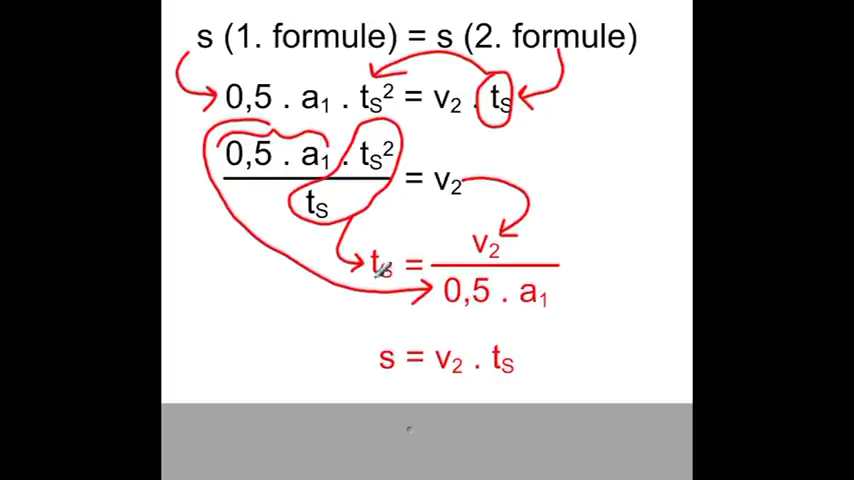 s (1. formule) = s (2. formule)
0,5 . a₁ . tₛ² = v₂ . tₛ
0,5 . a₁ . tₛ²
tₛ
= v₂
v₂
tₛ =
0,5 . a₁
s = v₂ . tₛ